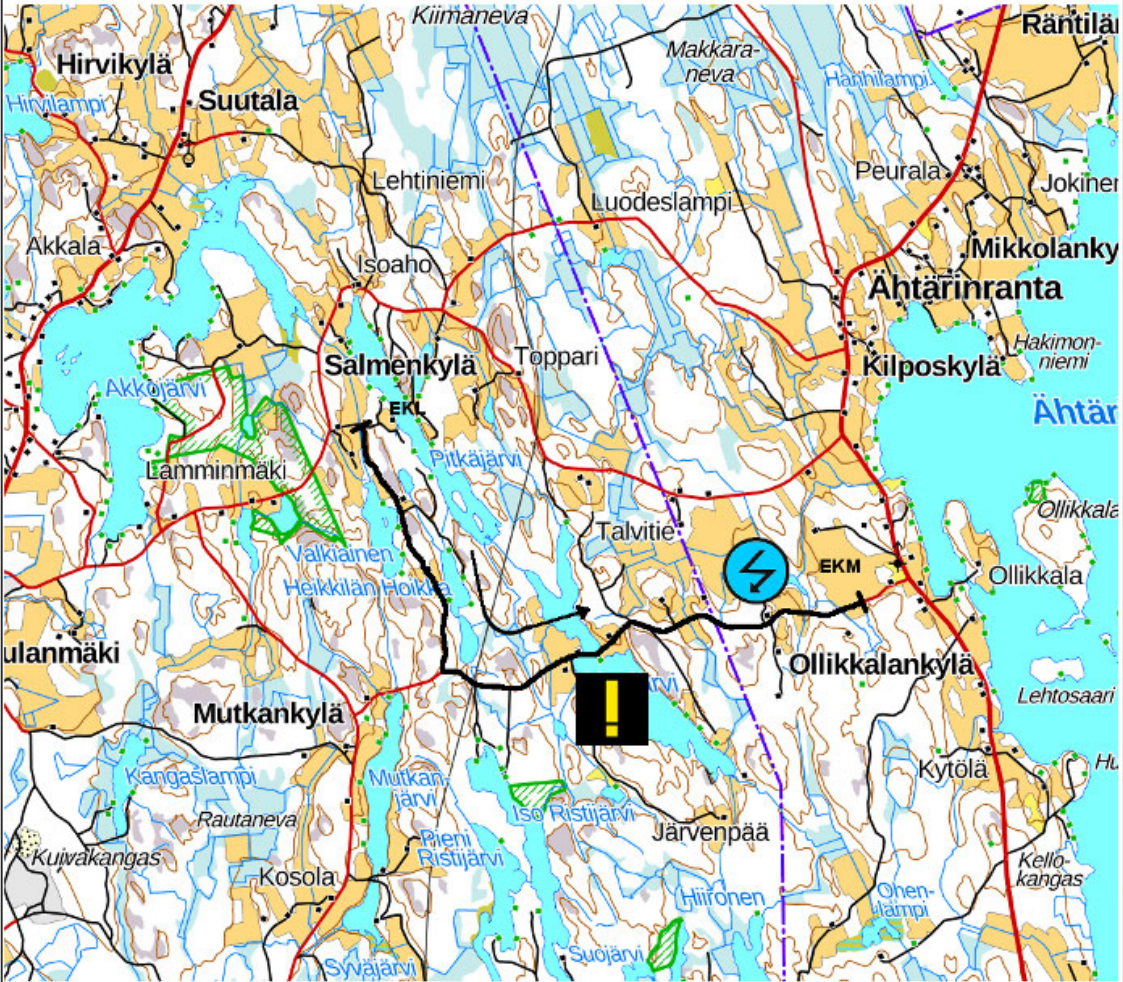 Kiimaneva
Räntilä
Makkara-
neva
Hirvikylä
Hanhilampi
Suutala
Hirvilampi
Peurala
Lehtiniemi
Jokinen
Luodeslampi
Akkala
Mikkolanky
Isoaho
Ähtärinranta
Hakimon-
niemi
Toppari
Salmenkylä
Kilposkylä
Akkojärvi
EKL
Ähtär
Pitkäjärvi
Lamminmäki
Ollikkala
Talvitie
Valkiainen
EKM
Ollikkala
Heikkilän Hoikka
ulanmäki
Ollikkalankylä
ärvi
Lehtosaari
Mutkankylä
Kytölä
Hu
Kangaslampi
Mutkan-
järvi
Iso Ristijärvi
Rautaneva
Järvenpää
Pieni
Ristijärvi
Kuivakangas
Kello-
kangas
Kosola
Hiironen
Ohen-
lampi
Suojärvi
Syväjärvi